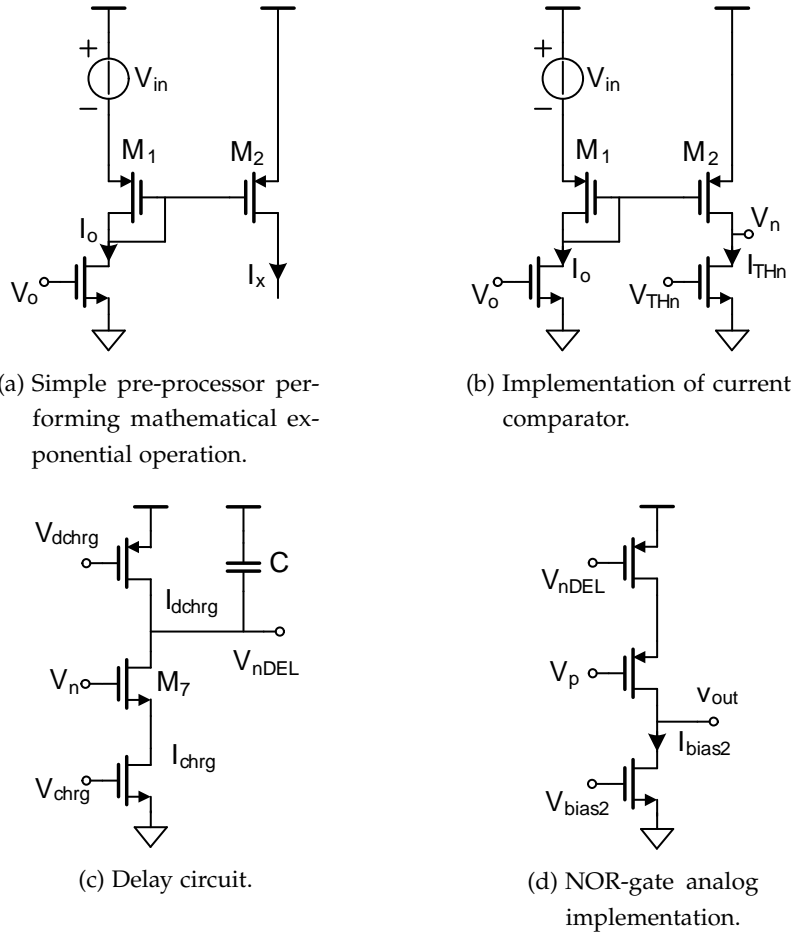 +
V_in
−
M_1
M_2
I_o
V_o
I_x
+
V_in
−
M_1
M_2
V_n
I_o
I_THn
V_o
V_THn
(a) Simple pre-processor per-
forming mathematical ex-
ponential operation.
(b) Implementation of current
comparator.
V_dchrg
C
I_dchrg
V_nDEL
V_n
M_7
I_chrg
V_chrg
V_nDEL
V_p
v_out
I_bias2
V_bias2
(c) Delay circuit.
(d) NOR-gate analog
implementation.